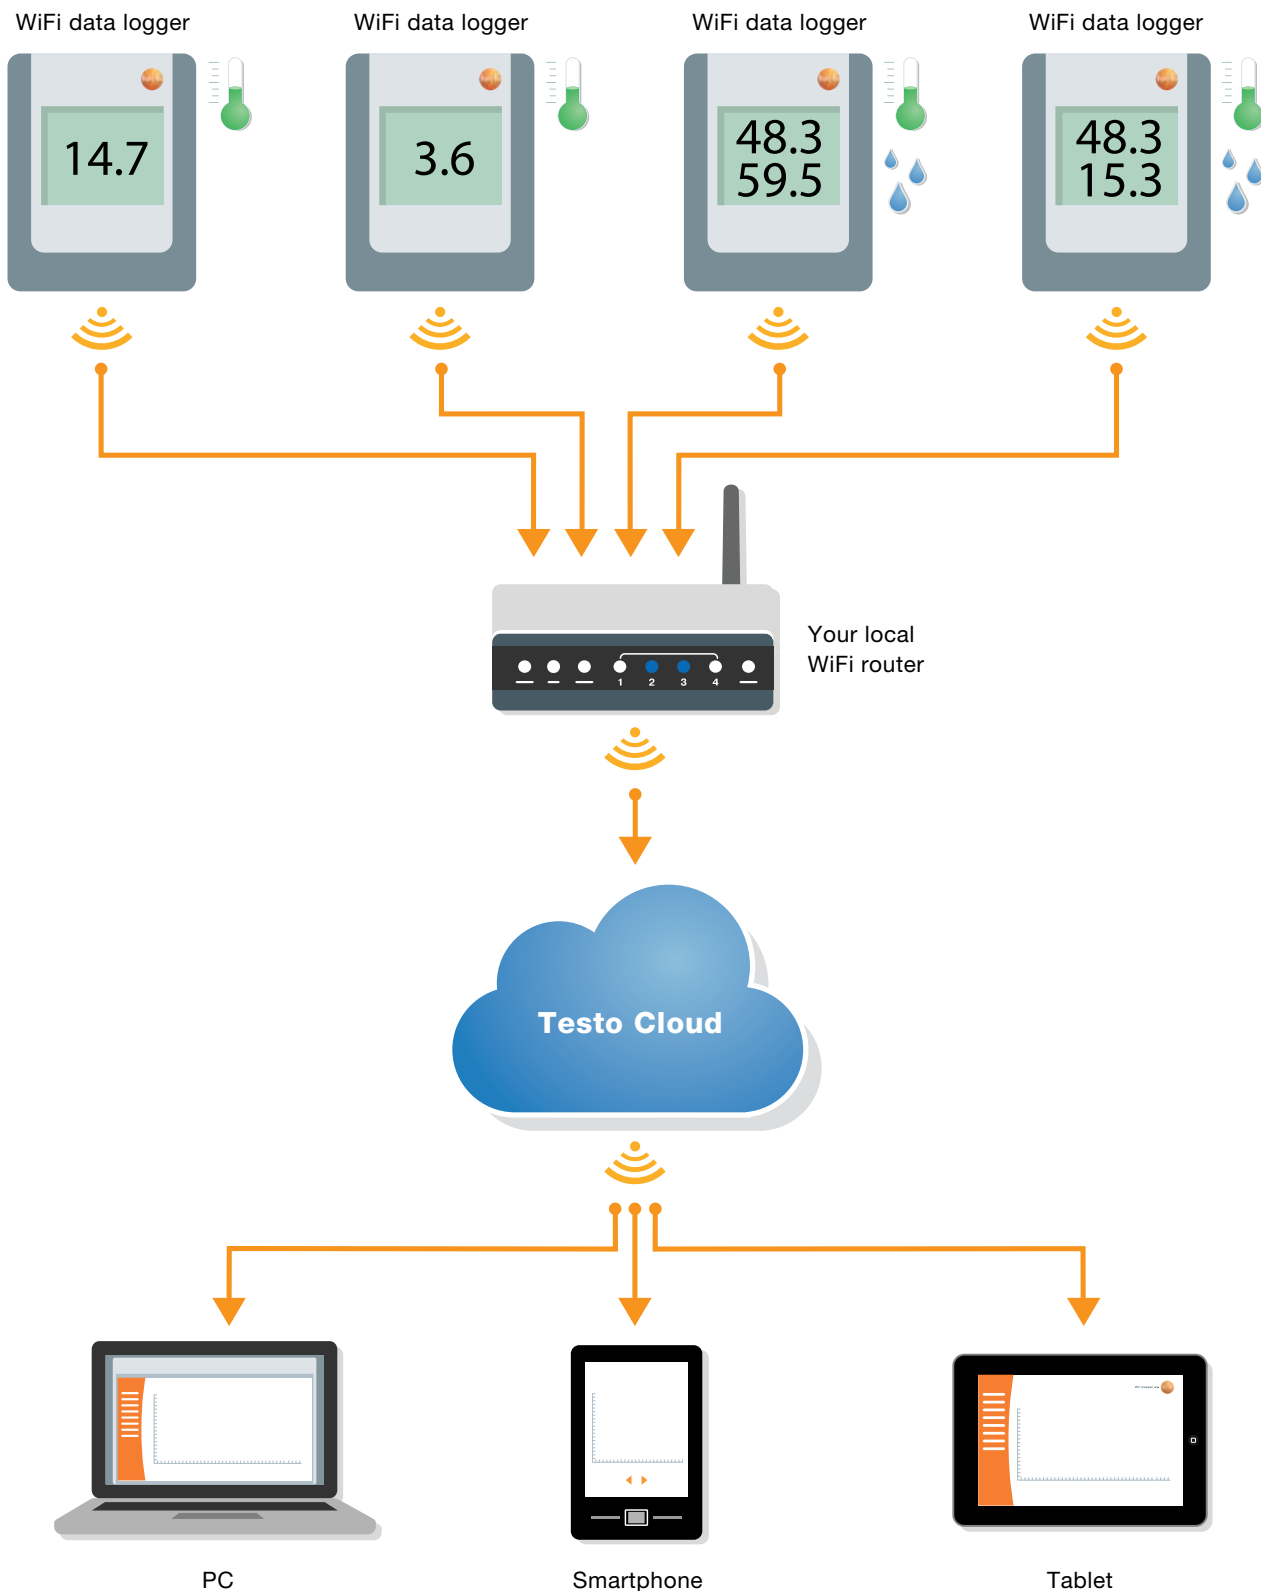 WiFi data logger
WiFi data logger
WiFi data logger
WiFi data logger
14.7
3.6
48.3
59.5
48.3
15.3
Your local
WiFi router
1 2 3 4
Testo Cloud
PC
Smartphone
Tablet